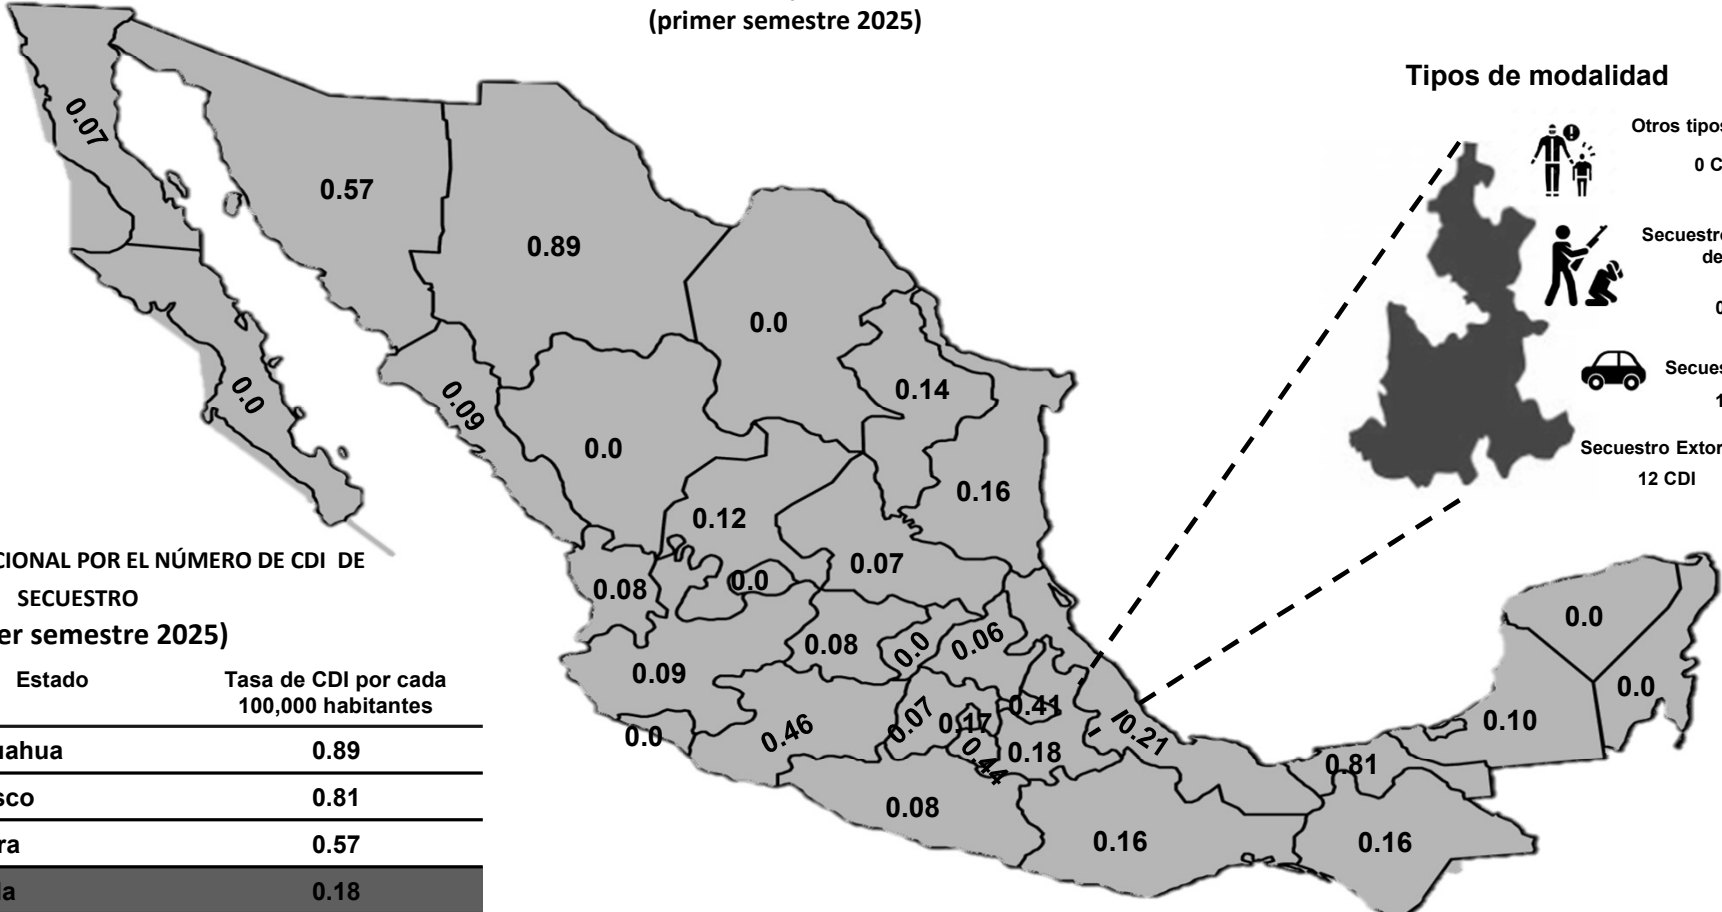 (primer semestre 2025)
Tipos de modalidad
Otros tipos
0 C
Secuestr
de
0
Secues
1
Secuestro Extor
12 CDI
0.07
0.57
0.89
0.0
0.0
0.09
0.0
0.14
0.16
0.12
0.07
0.08
0.0
0.08
0.0
0.06
0.09
0.0
0.46
0.07
0.17
0.41
0.44
0.18
0.21
0.08
0.16
0.16
0.81
0.10
0.0
0.0
CIONAL POR EL NÚMERO DE CDI DE
SECUESTRO
er semestre 2025)
Estado
Tasa de CDI por cada
100,000 habitantes
uahua 0.89
sco 0.81
ra 0.57
la 0.18